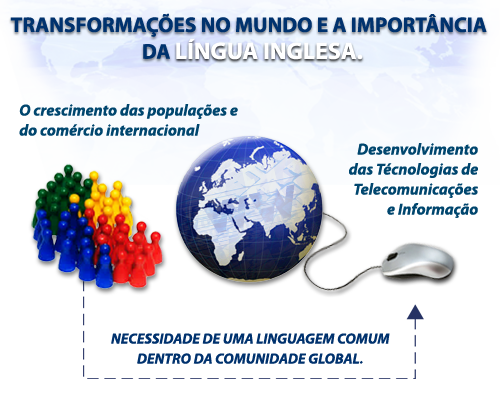 TRANSFORMAÇÕES NO MUNDO E A IMPORTÂNCIA
DA LÍNGUA INGLESA.
O crescimento das populações e
do comércio internacional
Desenvolvimento
das Técnologias de
Telecomunicações
e Informação
NECESSIDADE DE UMA LINGUAGEM COMUM
DENTRO DA COMUNIDADE GLOBAL.